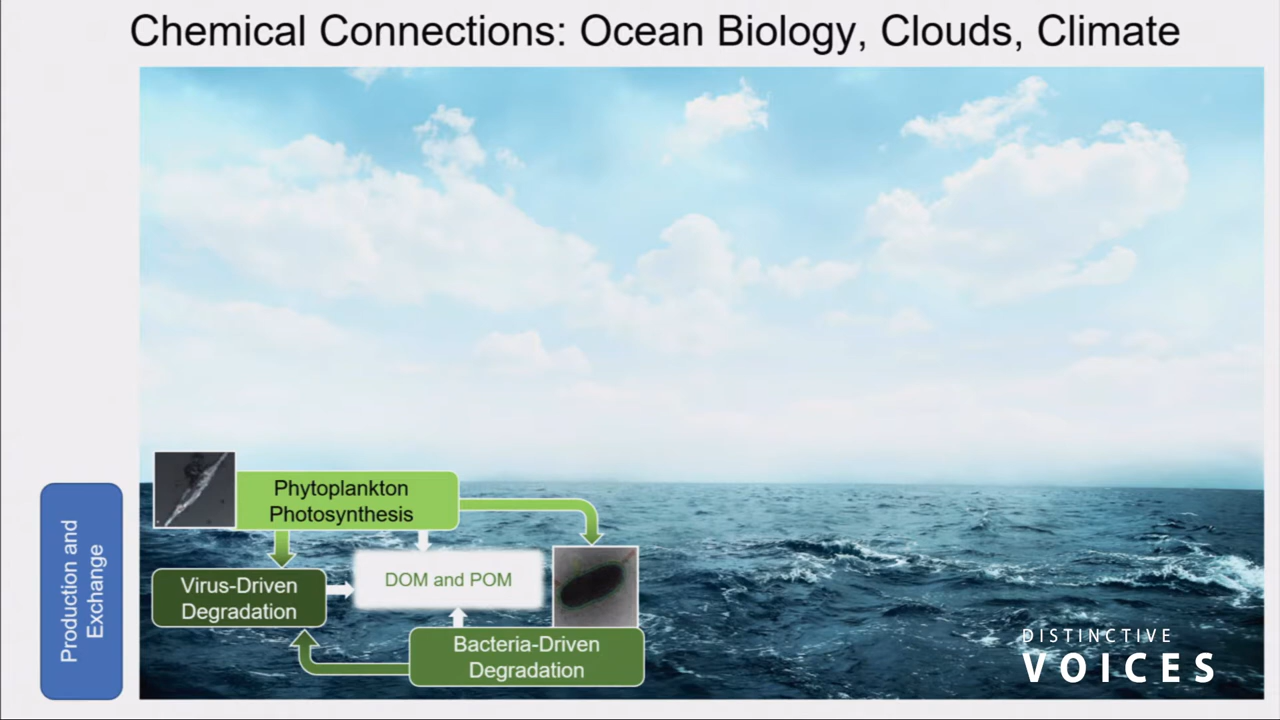 Chemical Connections: Ocean Biology, Clouds, Climate
Phytoplankton
Photosynthesis
Production and
Exchange
Virus-Driven
Degradation
DOM and POM
Bacteria-Driven
Degradation
DISTINCTIVE
VOICES